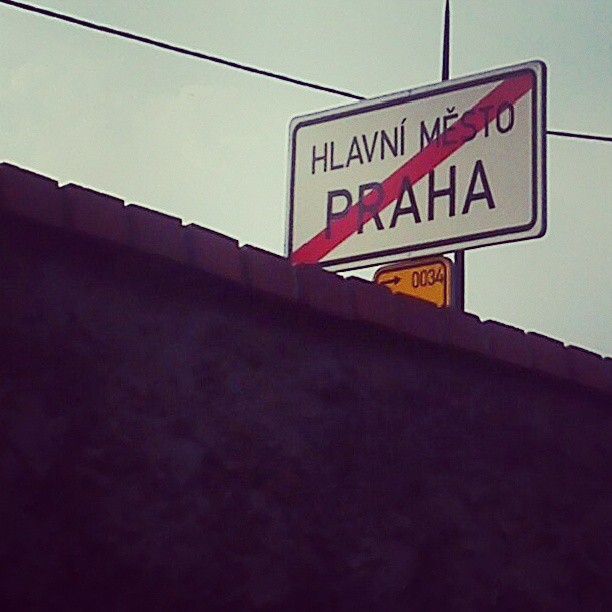 HLAVNÍ MĚSTO
PRAHA
→ 0034